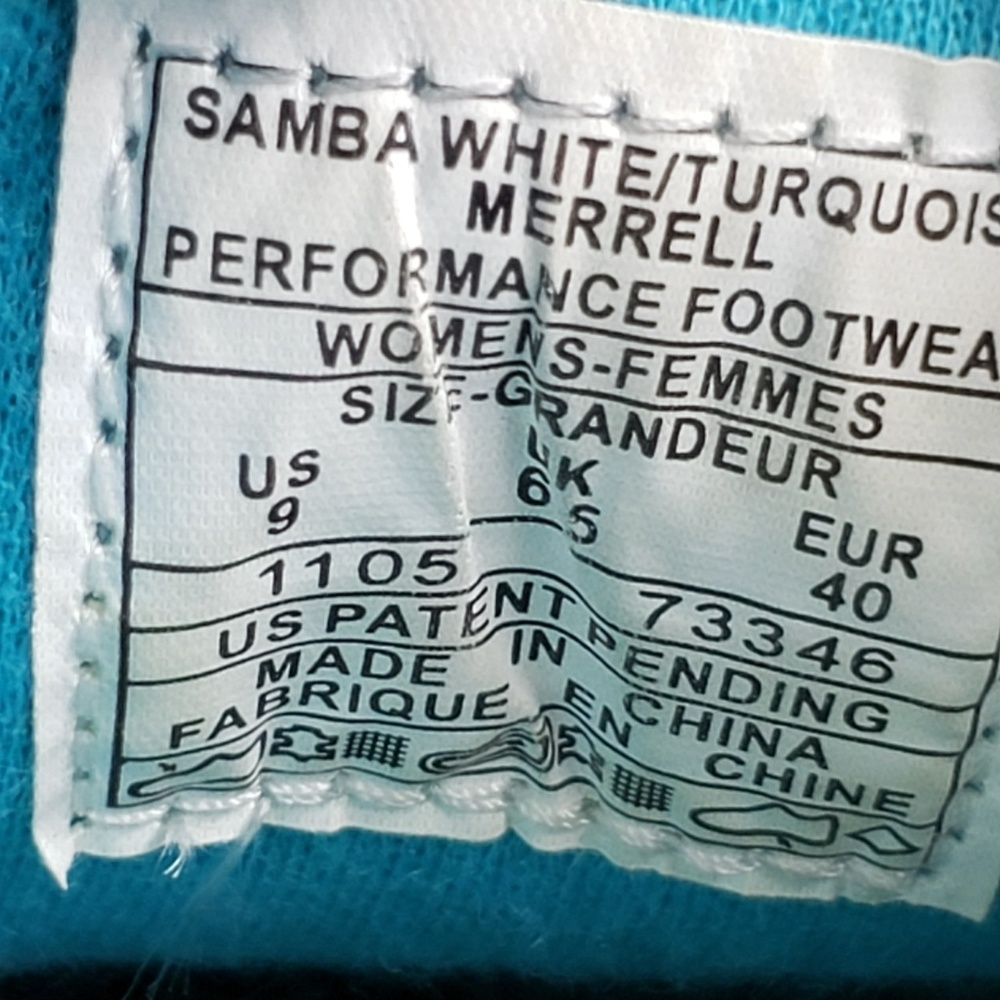 SAMBA WHITE/TURQUOIS
MERRELL
PERFORMANCE FOOTWEA
WOMENS-FEMMES
SIZE-GRANDEUR
US UK EUR
9 6 5 40
1105 73346
US PATENT PENDING
MADE IN CHINA
FABRIQUE EN CHINE